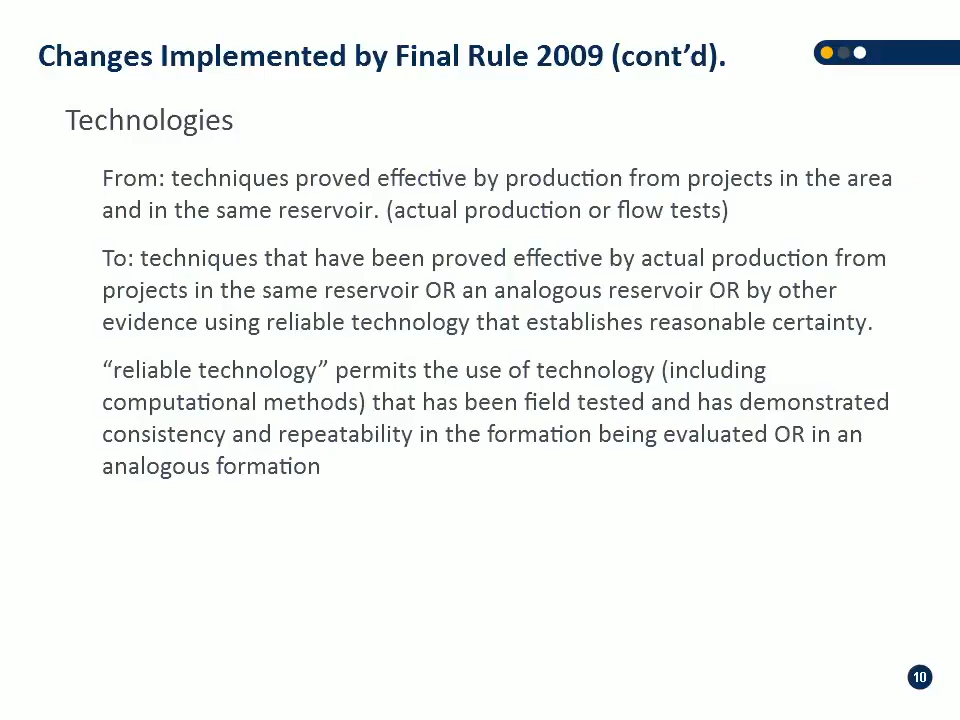 Changes Implemented by Final Rule 2009 (cont’d).
Technologies
From: techniques proved effective by production from projects in the area
and in the same reservoir. (actual production or flow tests)
To: techniques that have been proved effective by actual production from
projects in the same reservoir OR an analogous reservoir OR by other
evidence using reliable technology that establishes reasonable certainty.
“reliable technology” permits the use of technology (including
computational methods) that has been field tested and has demonstrated
consistency and repeatability in the formation being evaluated OR in an
analogous formation
10